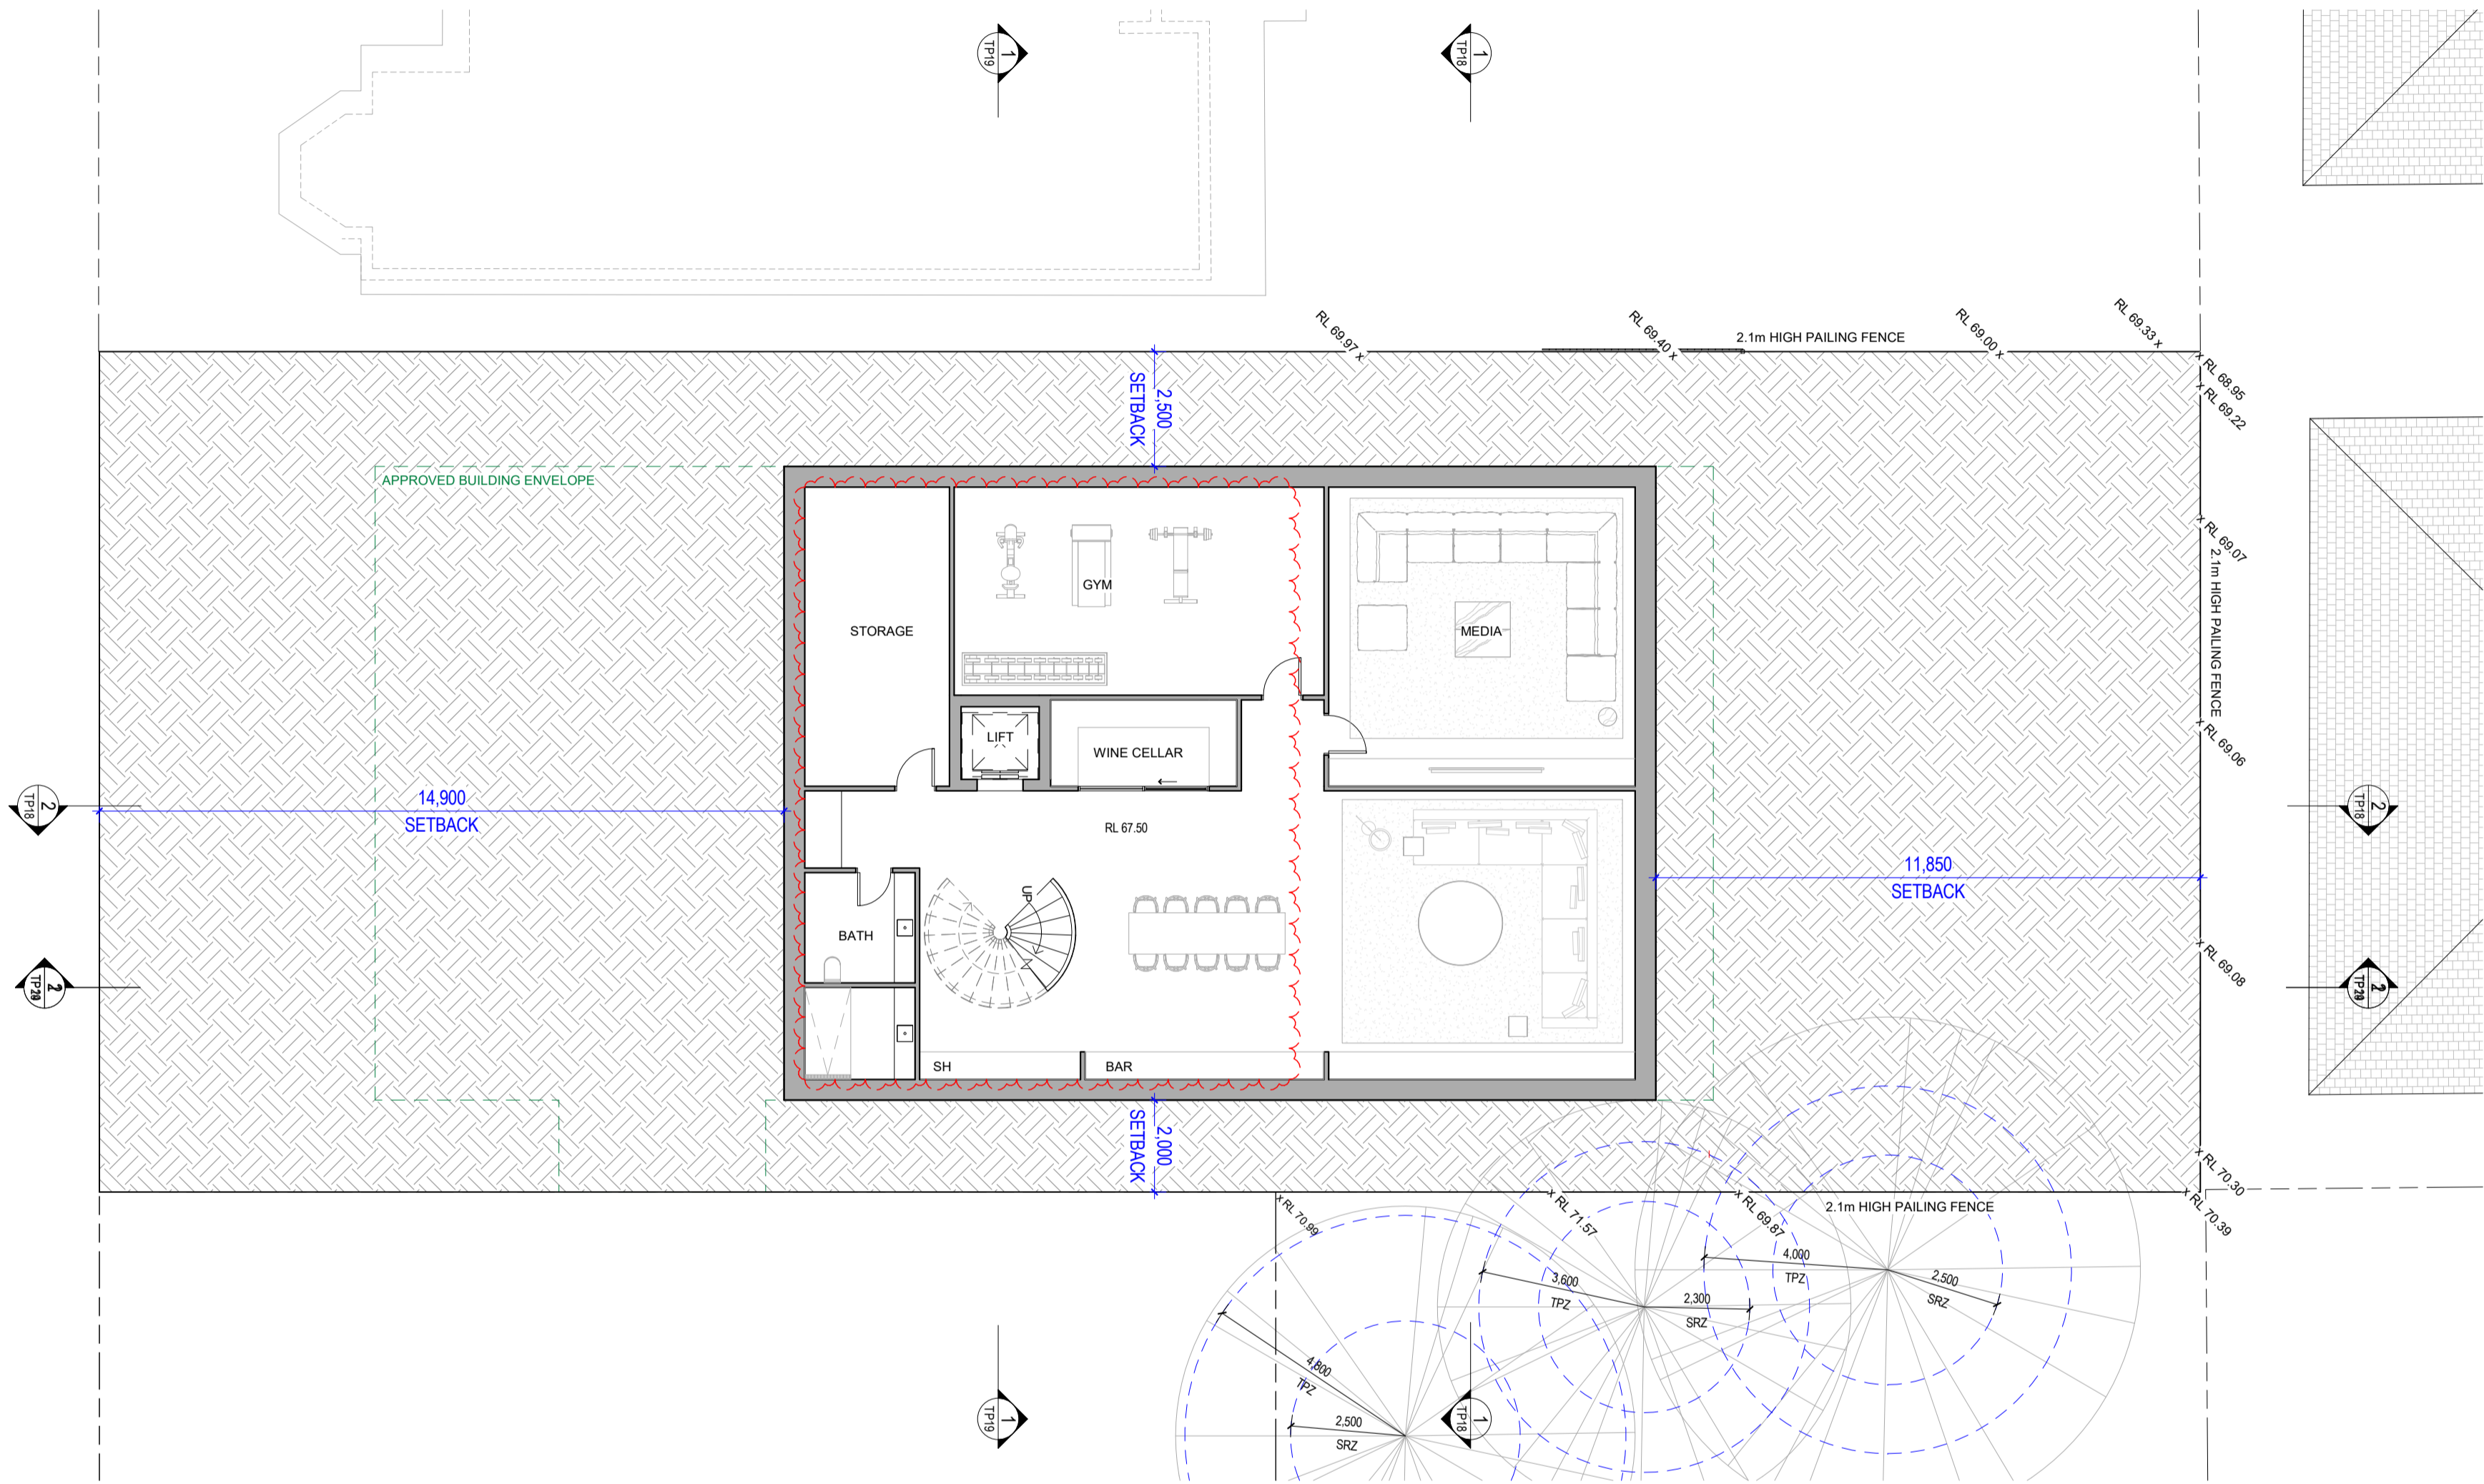 1
TP19
1
TP18
RL 69.97 x
RL 69.40 x
2.1m HIGH PAILING FENCE
RL 69.00 x
RL 69.33 x
x RL 68.95
x RL 69.22
2,500
SETBACK
APPROVED BUILDING ENVELOPE
x RL 69.07
2.1m HIGH PAILING FENCE
GYM
STORAGE
MEDIA
LIFT
WINE CELLAR
x RL 69.06
2
TP18
14,900
SETBACK
RL 67.50
2
TP18
11,850
SETBACK
UP
BATH
x RL 69.08
2
2
SH
BAR
2,000
SETBACK
x RL 70.30
x RL 70.99
x RL 71.57
x RL 69.87
2.1m HIGH PAILING FENCE
x RL 70.39
4,000
TPZ
3,600
TPZ
2,500
SRZ
2,300
SRZ
4,800
TPZ
2,500
SRZ
1
TP19
1
TP18